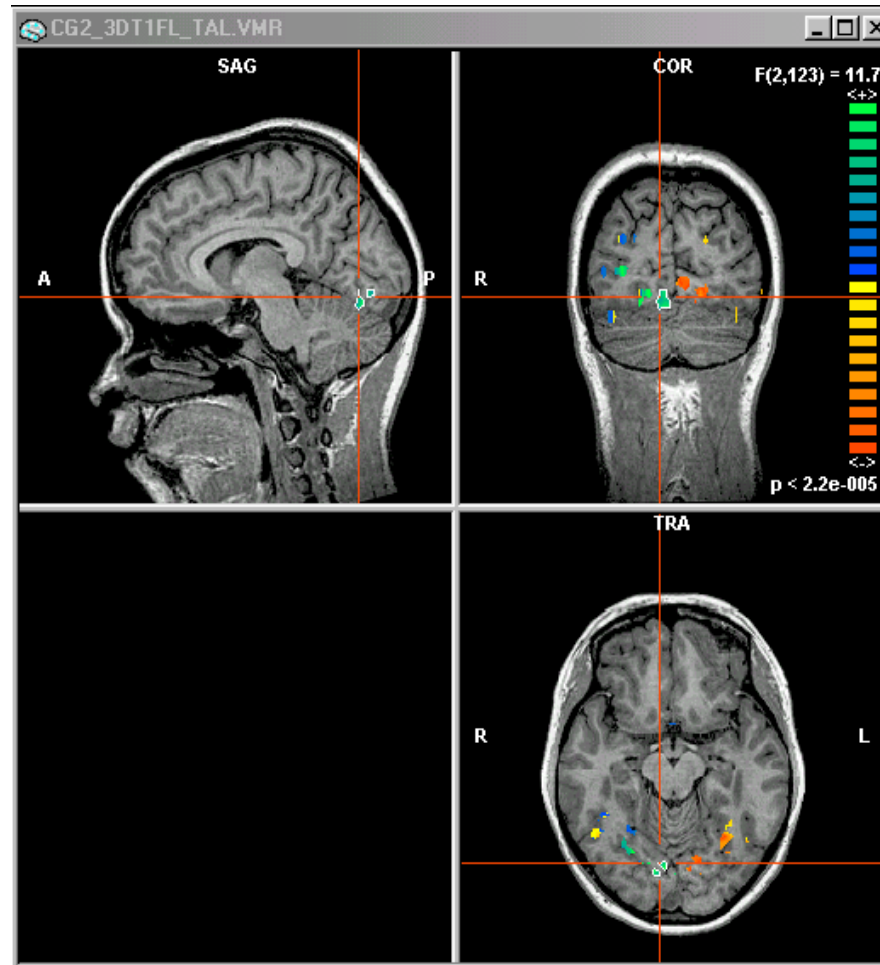 CG2_3DT1FL_TAL.VMR
SAG
A
P
COR
R
F(2,123) = 11.7
<+>
<->
p < 2.2e-005
TRA
R
L